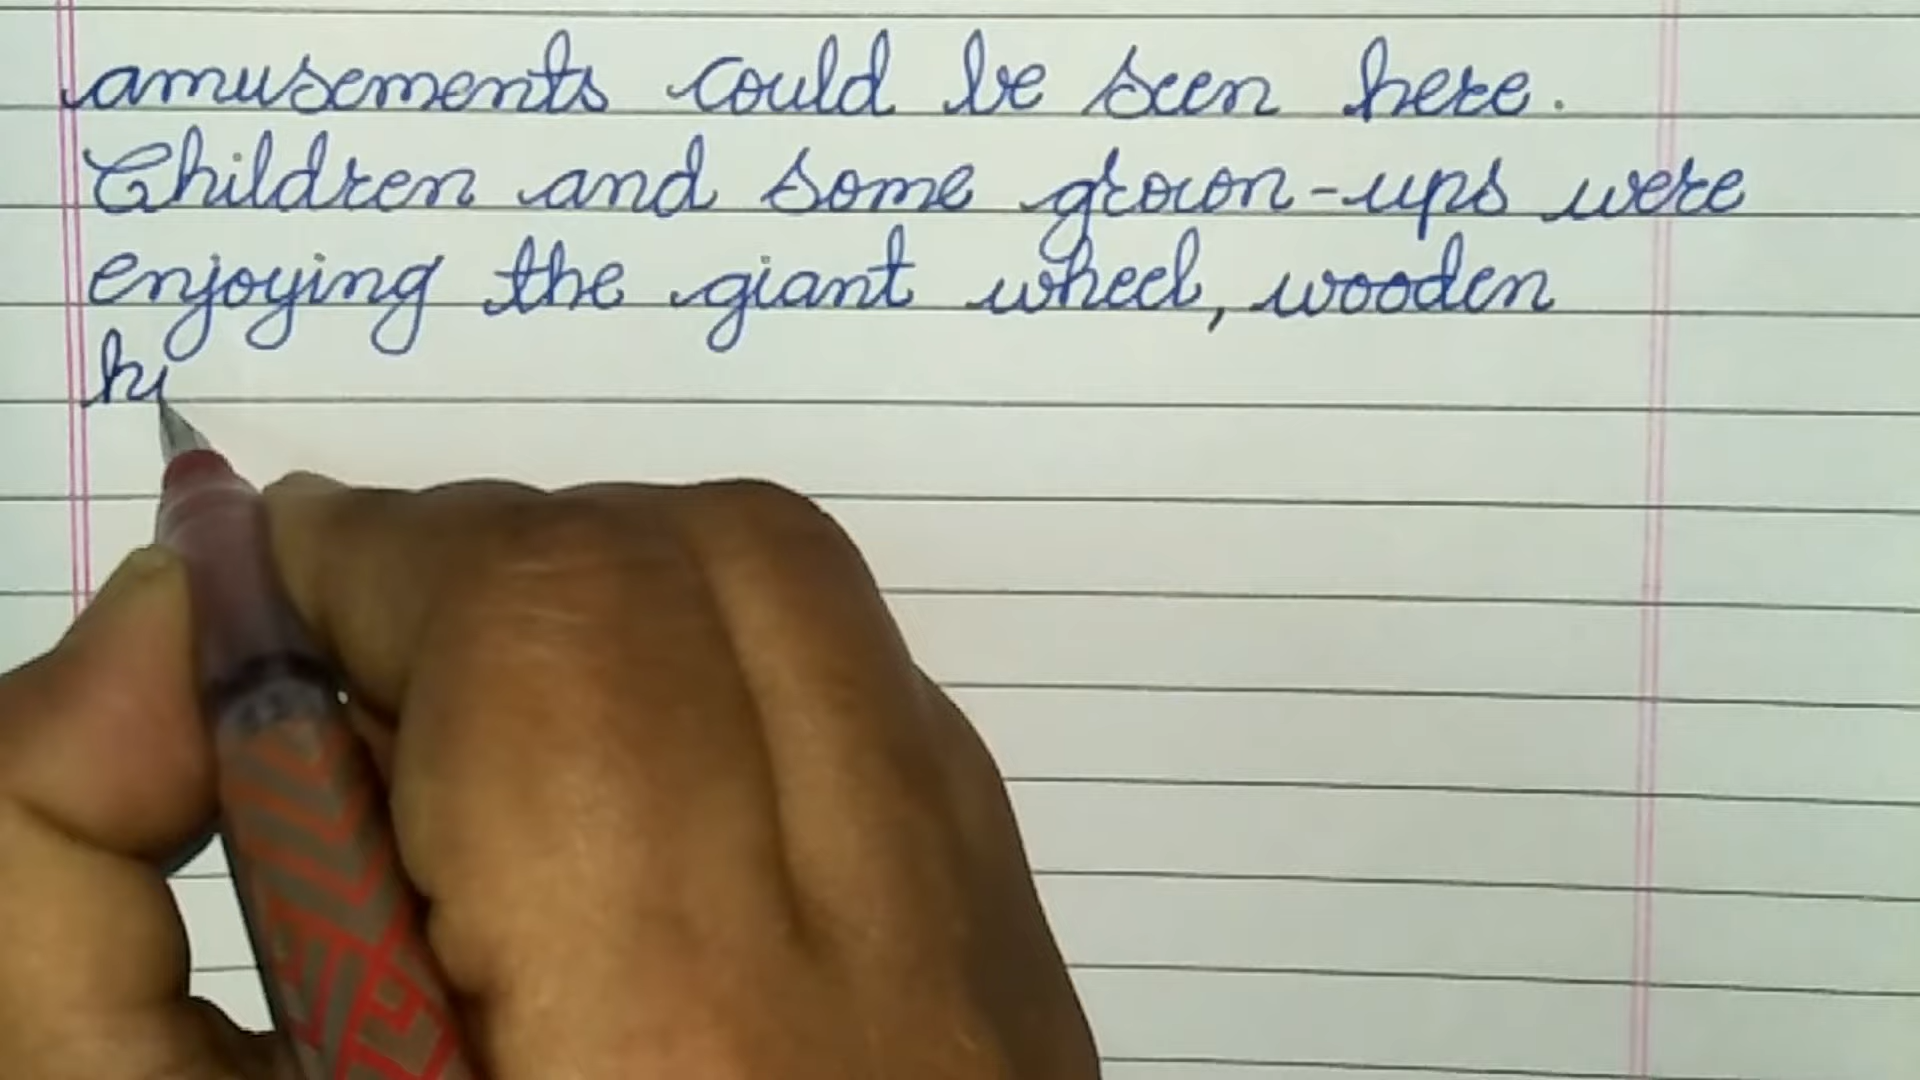 amusements could be seen here.
Children and some grown-ups were
enjoying the giant wheel, wooden